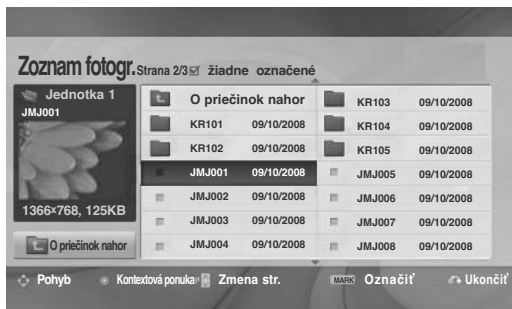 Zoznam fotogr. Strana 2/3 žiadne označené
Jednotka 1
JMJ001
1366x768, 125KB
O priečinok nahor
O priečinok nahor
KR101 09/10/2008
KR102 09/10/2008
JMJ001 09/10/2008
JMJ002 09/10/2008
JMJ003 09/10/2008
JMJ004 09/10/2008
KR103 09/10/2008
KR104 09/10/2008
KR105 09/10/2008
JMJ005 09/10/2008
JMJ006 09/10/2008
JMJ007 09/10/2008
JMJ008 09/10/2008
Pohyb Kontextová ponuka Zmena str. MARK Označiť Ukončiť